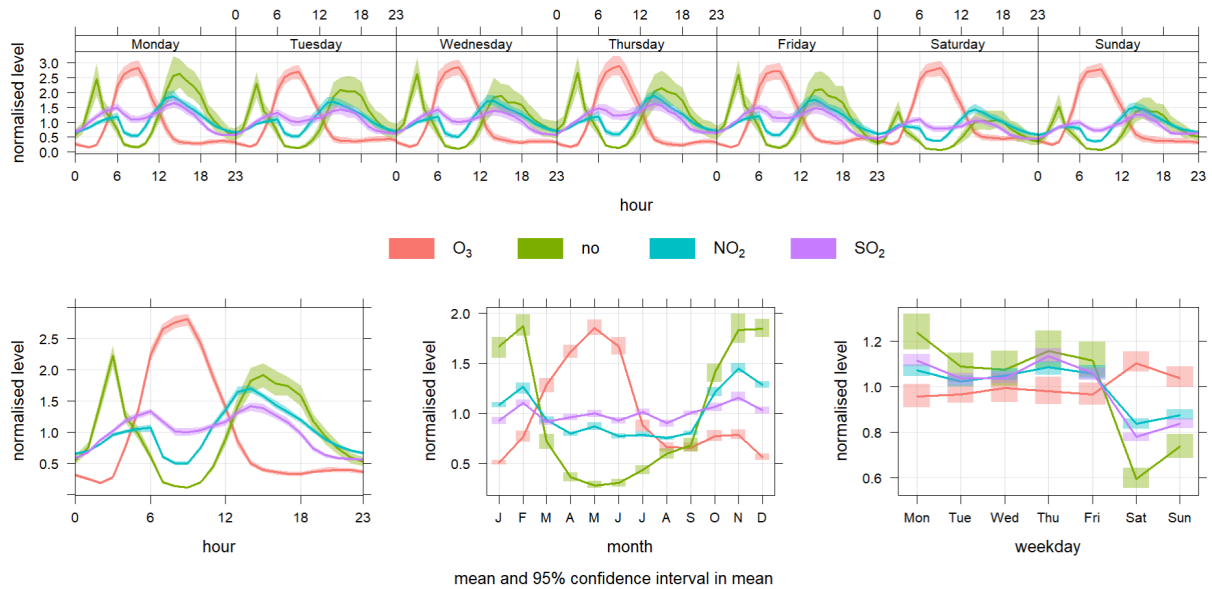 0 6 12 18 23 0 6 12 18 23 0 6 12 18 23
Monday Tuesday Wednesday Thursday Friday Saturday Sunday
normalised level
3.0
2.5
2.0
1.5
1.0
0.5
0.0
0 6 12 18 23 0 6 12 18 23 0 6 12 18 23 0 6 12 18 23
hour
O₃ no NO₂ SO₂
normalised level
2.5
2.0
1.5
1.0
0.5
0 6 12 18 23
hour
normalised level
2.0
1.5
1.0
0.5
J F M A M J J A S O N D
month
normalised level
1.2
1.0
0.8
0.6
Mon Tue Wed Thu Fri Sat Sun
weekday
mean and 95% confidence interval in mean